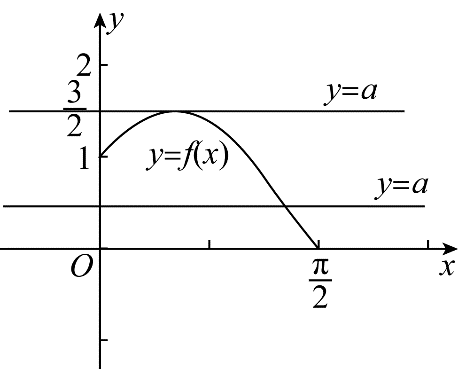 y
2
3/2
y=a
1
y=f(x)
y=a
O
π/2
x